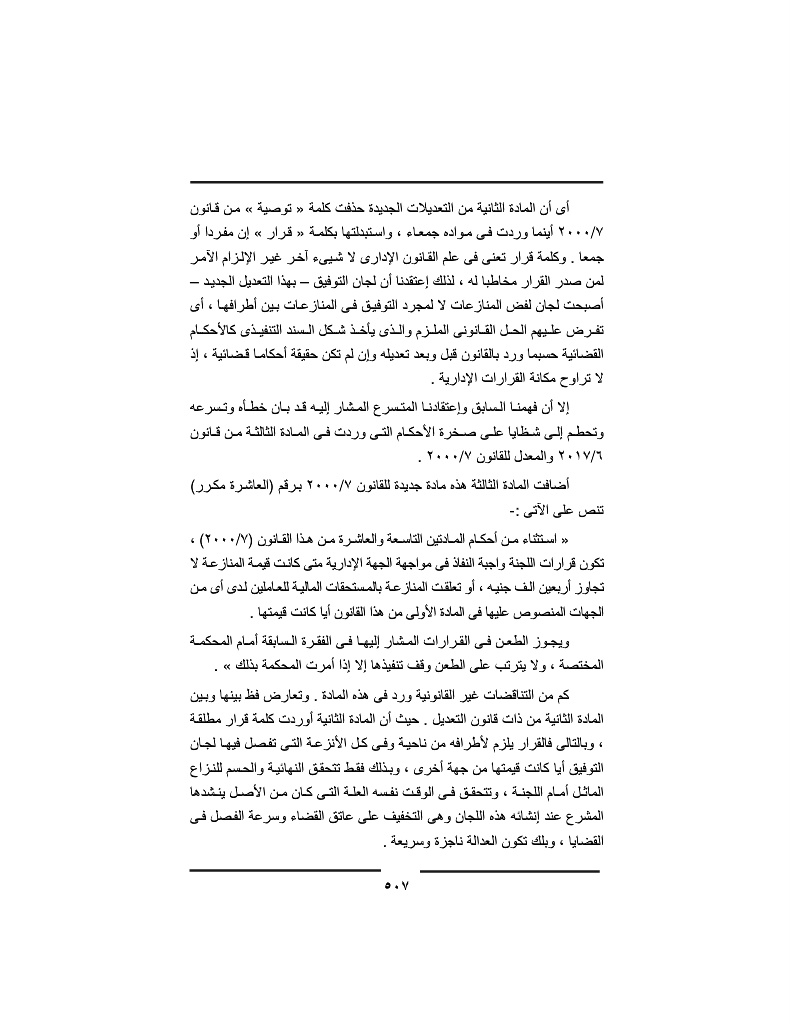 أى أن المادة الثانية من التعديلات الجديدة حذفت كلمة « توصية » من قانون
٢٠٠٠/٧ أينما وردت فى مواده جمعاء ، واستبدلتها بكلمة « قرار » إن مفردا أو
جمعا . وكلمة قرار تعنى فى علم القانون الإدارى لا شيىء آخر غير الإلزام الآمر
لمن صدر القرار مخاطبا له ، لذلك إعتقدنا أن لجان التوفيق – بهذا التعديل الجديد –
أصبحت لجان لفض المنازعات لا لمجرد التوفيق فى المنازعات بين أطرافها ، أى
تفرض عليهم الحل القانونى الملزم والذى يأخذ شكل السند التنفيذى كالأحكام
القضائية حسبما ورد بالقانون قبل وبعد تعديله وإن لم تكن حقيقة أحكاما قضائية ، إذ
لا تراوح مكانة القرارات الإدارية .
إلا أن فهمنا السابق وإعتقادنا المتسرع المشار إليه قد بان خطأه وتسرعه
وتحطم إلى شظايا على صخرة الأحكام التى وردت فى المادة الثالثة من قانون
٢٠١٧/٦ والمعدل للقانون ٢٠٠٠/٧ .
أضافت المادة الثالثة هذه مادة جديدة للقانون ٢٠٠٠/٧ برقم (العاشرة مكرر)
تنص على الآتى :-
« استثناء من أحكام المادتين التاسعة والعاشرة من هذا القانون (٢٠٠٠/٧) ،
تكون قرارات اللجنة واجبة النفاذ فى مواجهة الجهة الإدارية متى كانت قيمة المنازعة لا
تجاوز أربعين الف جنيه ، أو تعلقت المنازعة بالمستحقات المالية للعاملين لدى أى من
الجهات المنصوص عليها فى المادة الأولى من هذا القانون أيا كانت قيمتها .
ويجوز الطعن فى القرارات المشار إليها فى الفقرة السابقة أمام المحكمة
المختصة ، ولا يترتب على الطعن وقف تنفيذها إلا إذا أمرت المحكمة بذلك » .
كم من التناقضات غير القانونية ورد فى هذه المادة . وتعارض فظ بينها وبين
المادة الثانية من ذات قانون التعديل . حيث أن المادة الثانية أوردت كلمة قرار مطلقة
، وبالتالى فالقرار يلزم لأطرافه من ناحية وفى كل الأنزعة التى تفصل فيها لجان
التوفيق أيا كانت قيمتها من جهة أخرى ، وبذلك فقط تتحقق النهائية والحسم للنزاع
الماثل أمام اللجنة ، وتتحقق فى الوقت نفسه العلة التى كان من الأصل ينشدها
المشرع عند إنشائه هذه اللجان وهى التخفيف على عاتق القضاء وسرعة الفصل فى
القضايا ، وبلك تكون العدالة ناجزة وسريعة .
٥٠٧